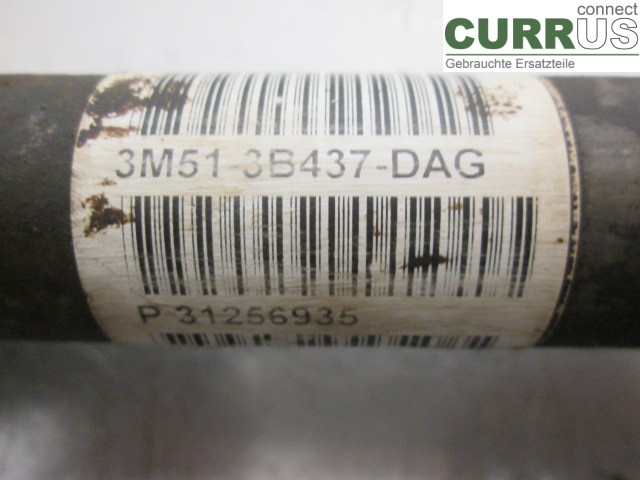 connect
CURRUS
Gebrauchte Ersatzteile
3M51-3B437-DAG
P 31256935